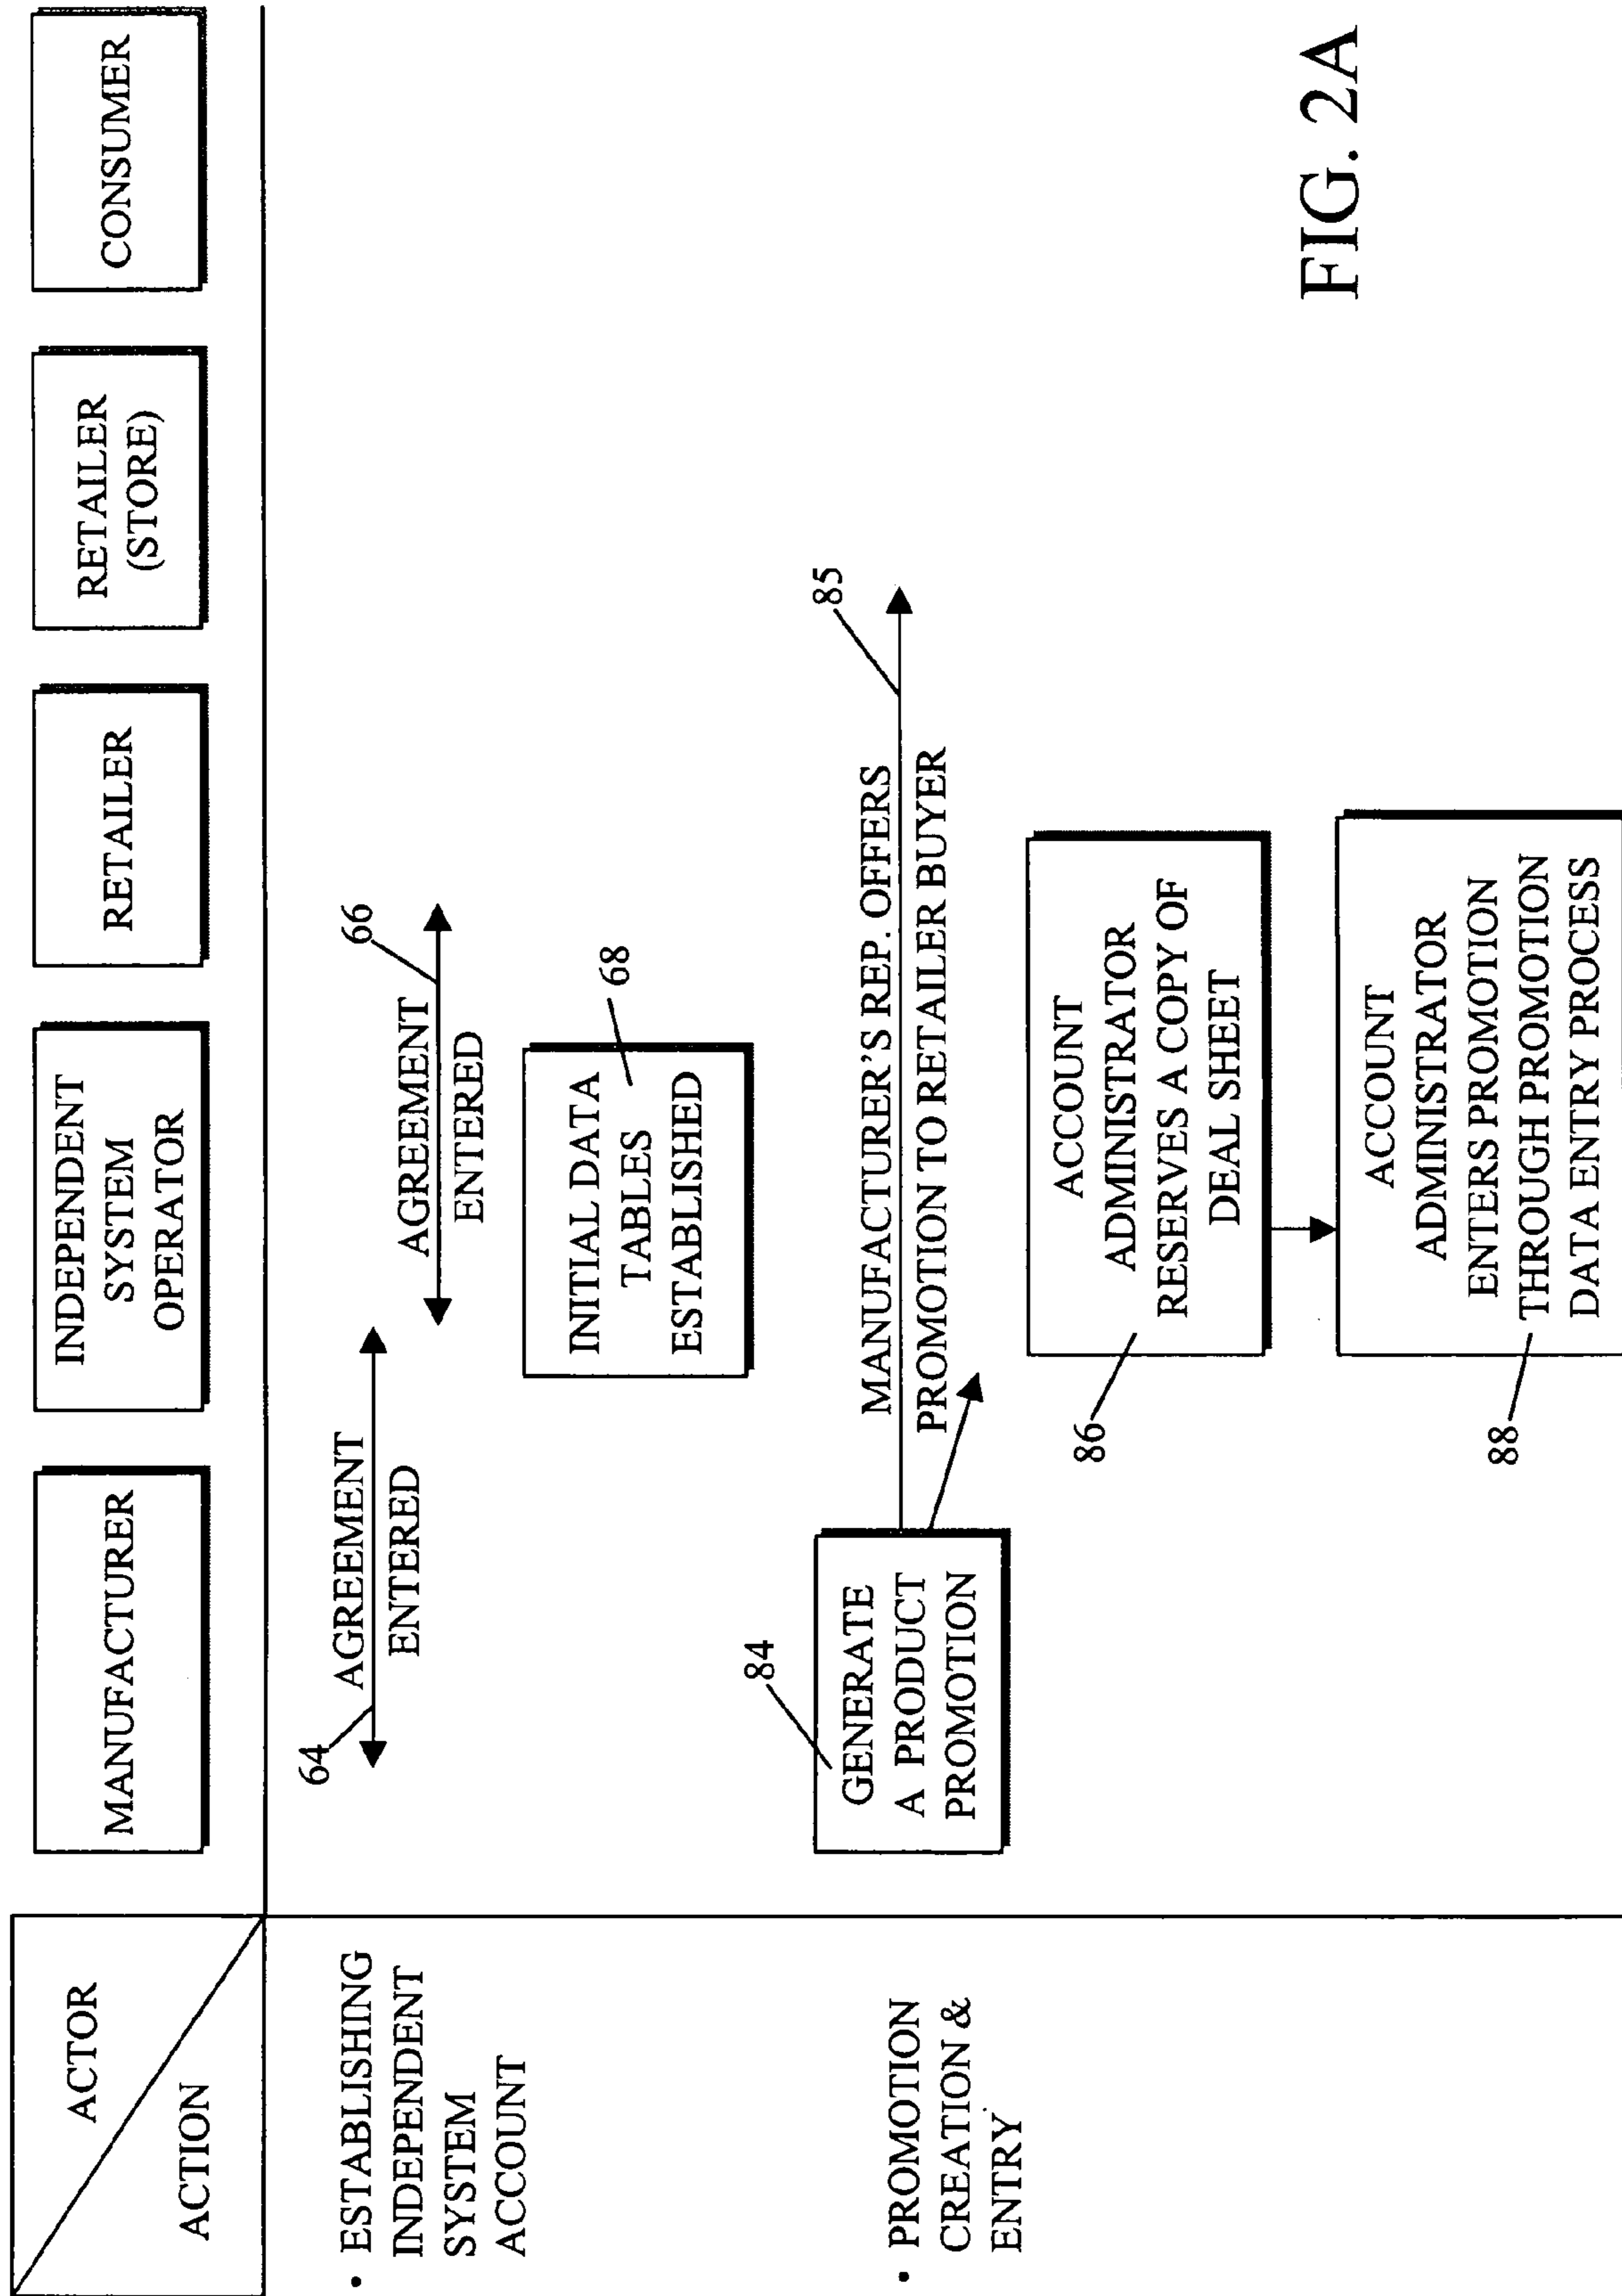 ACTOR
ACTION
MANUFACTURER
INDEPENDENT
SYSTEM
OPERATOR
RETAILER
RETAILER
(STORE)
CONSUMER
• ESTABLISHING
INDEPENDENT
SYSTEM
ACCOUNT
64
AGREEMENT
ENTERED
66
AGREEMENT
ENTERED
68
INITIAL DATA
TABLES
ESTABLISHED
• PROMOTION
CREATION &
ENTRY
84
GENERATE
A PRODUCT
PROMOTION
85
MANUFACTURER'S REP. OFFERS
PROMOTION TO RETAILER BUYER
86
ACCOUNT
ADMINISTRATOR
RESERVES A COPY OF
DEAL SHEET
88
ACCOUNT
ADMINISTRATOR
ENTERS PROMOTION
THROUGH PROMOTION
DATA ENTRY PROCESS
FIG. 2A